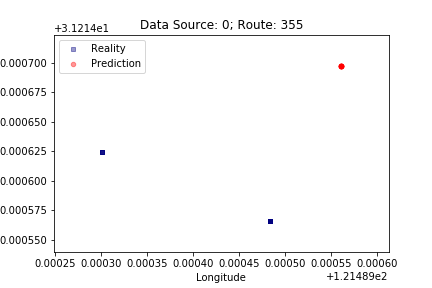 Data Source: 0; Route: 355
+3.1214e1
Reality
Prediction
0.000700
0.000675
0.000650
0.000625
0.000600
0.000575
0.000550
0.00025 0.00030 0.00035 0.00040 0.00045 0.00050 0.00055 0.00060
Longitude
+1.21489e2